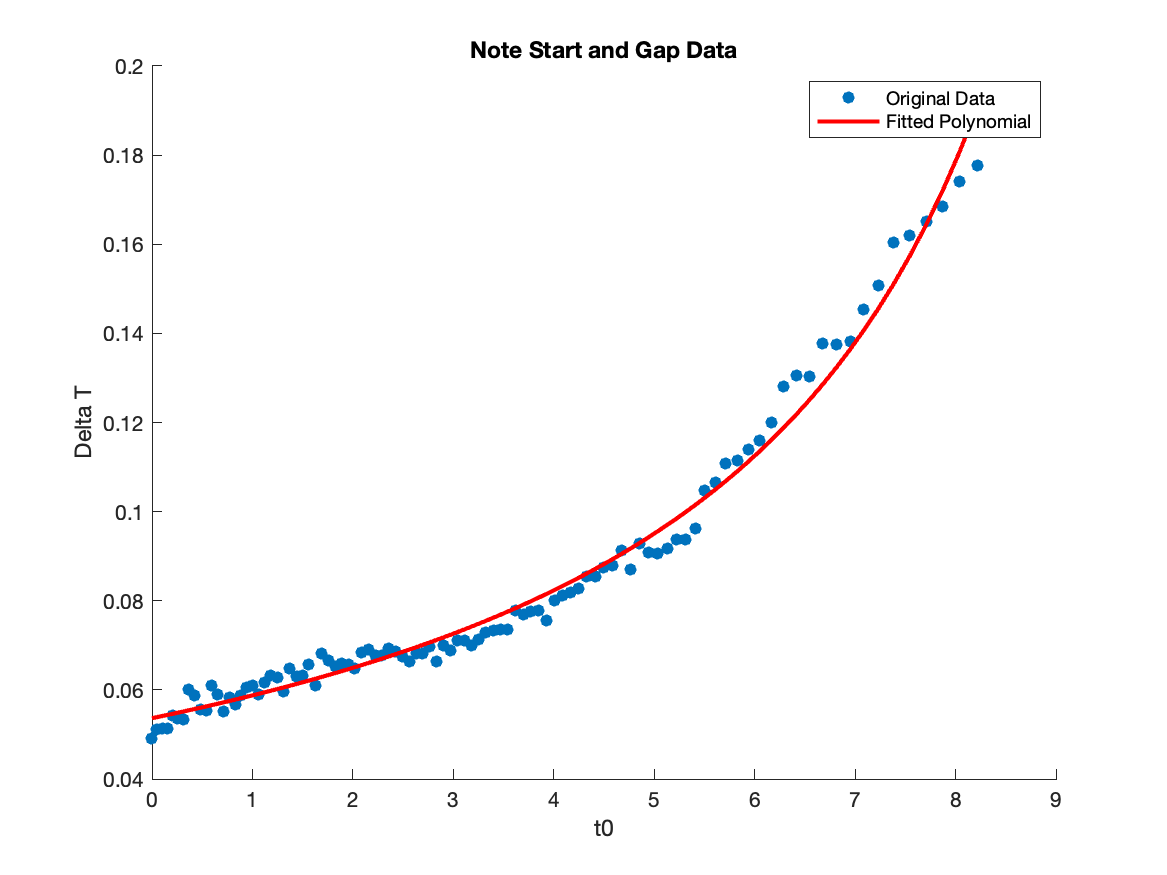 Note Start and Gap Data
Original Data
Fitted Polynomial
0.2
0.18
0.16
0.14
0.12
0.1
0.08
0.06
0.04
Delta T
0 1 2 3 4 5 6 7 8 9
t0